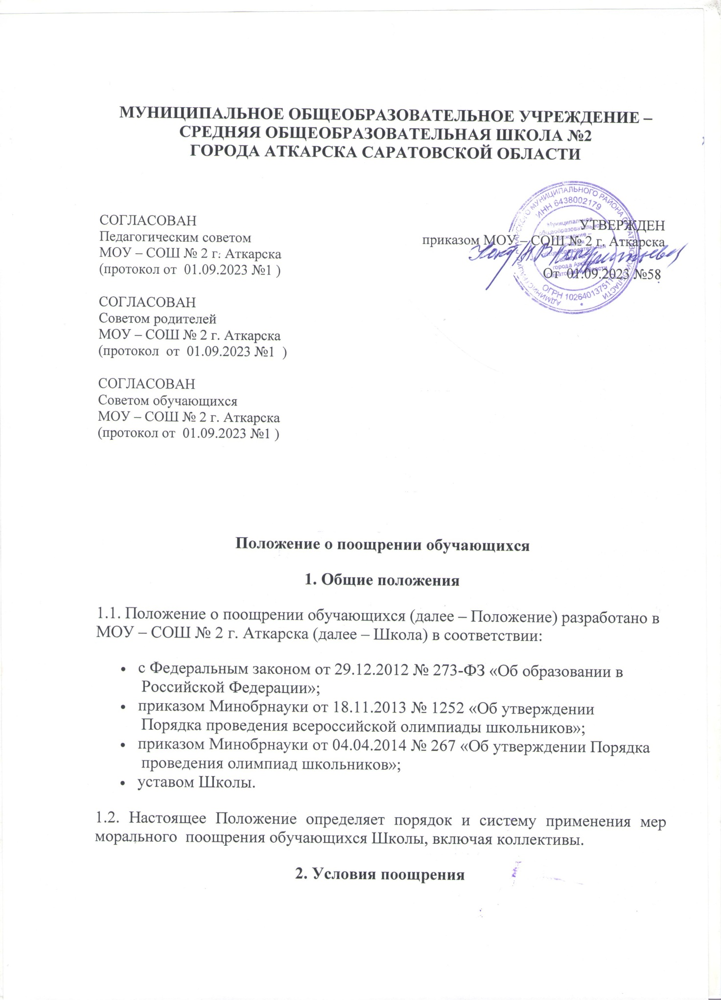 МУНИЦИПАЛЬНОЕ ОБЩЕОБРАЗОВАТЕЛЬНОЕ УЧРЕЖДЕНИЕ –
СРЕДНЯЯ ОБЩЕОБРАЗОВАТЕЛЬНАЯ ШКОЛА №2
ГОРОДА АТКАРСКА САРАТОВСКОЙ ОБЛАСТИ
СОГЛАСОВАН
Педагогическим советом
МОУ – СОШ № 2 г. Аткарска
(протокол от 01.09.2023 №1 )
УТВЕРЖДЕН
приказом МОУ – СОШ № 2 г. Аткарска
От 01.09.2023 №58
МУНИЦИПАЛЬНОГО РАЙОНА САРАТОВСКОЙ ОБЛАСТИ
ИНН 6438002179
Муниципальное
общеобразовательное
учреждение –
общеобразовательная
города Аткарска
Саратовской области
СОГЛАСОВАН
Советом родителей
МОУ – СОШ № 2 г. Аткарска
(протокол от 01.09.2023 №1 )
СОГЛАСОВАН
Советом обучающихся
МОУ – СОШ № 2 г. Аткарска
(протокол от 01.09.2023 №1 )
Положение о поощрении обучающихся
1. Общие положения
1.1. Положение о поощрении обучающихся (далее – Положение) разработано в
МОУ – СОШ № 2 г. Аткарска (далее – Школа) в соответствии:
• с Федеральным законом от 29.12.2012 № 273-ФЗ «Об образовании в
Российской Федерации»;
• приказом Минобрнауки от 18.11.2013 № 1252 «Об утверждении
Порядка проведения всероссийской олимпиады школьников»;
• приказом Минобрнауки от 04.04.2014 № 267 «Об утверждении Порядка
проведения олимпиад школьников»;
• уставом Школы.
1.2. Настоящее Положение определяет порядок и систему применения мер
морального поощрения обучающихся Школы, включая коллективы.
2. Условия поощрения